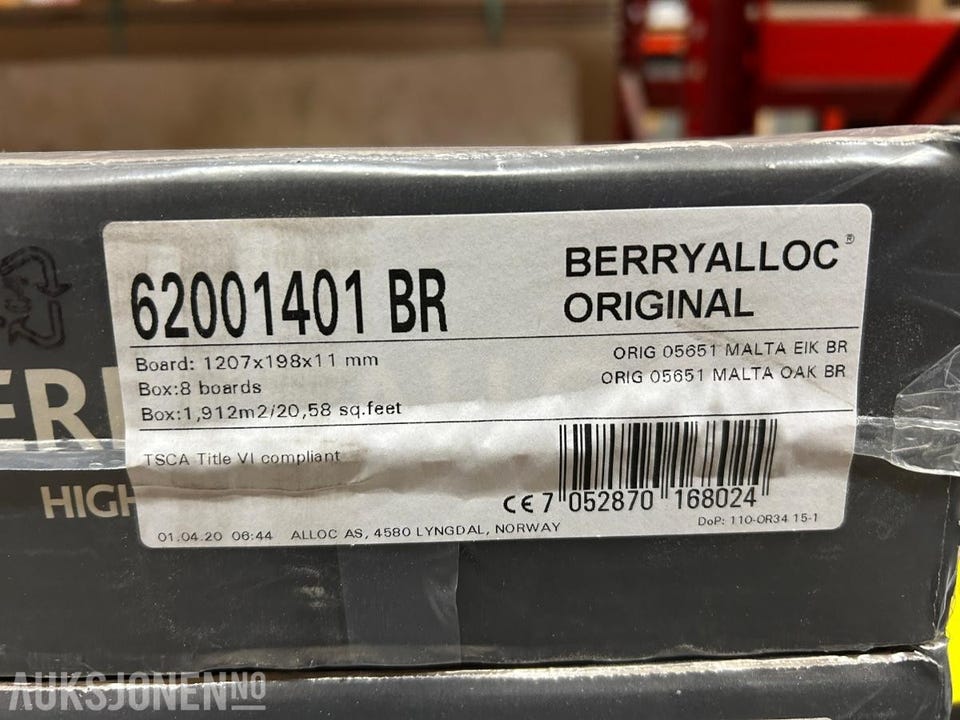 62001401 BR
BERRYALLOC®
ORIGINAL
Board: 1207x198x11 mm
Box:8 boards
Box:1,912m2/20,58 sq.feet
ORIG 05651 MALTA EIK BR
ORIG 05651 MALTA OAK BR
TSCA Title VI compliant
CE 7 052870 168024
DoP: 110-OR34 15-1
01.04.20 06:44 ALLOC AS, 4580 LYNGDAL, NORWAY
HIGH
AUKSJONEN.NO